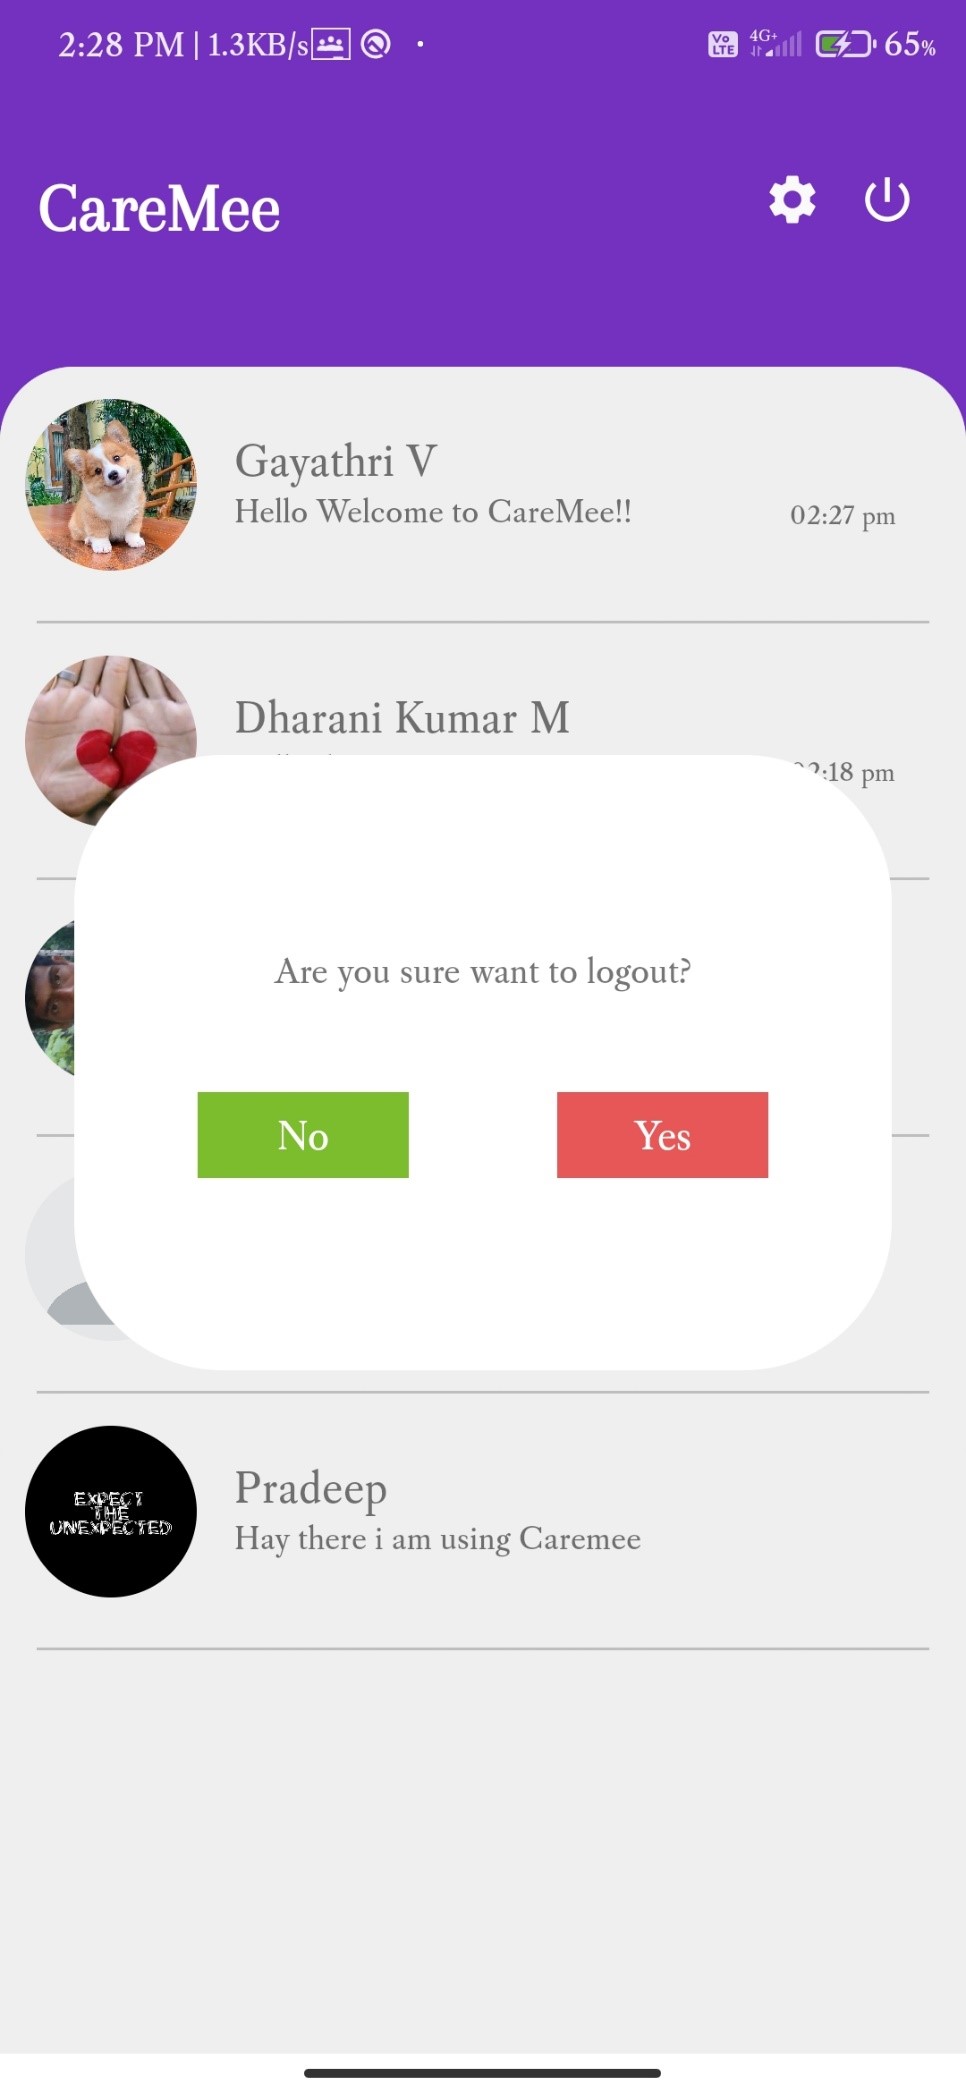 2:28 PM | 1.3KB/s
Vo LTE 4G+ 65%
CareMee
Gayathri V
Hello Welcome to CareMee!!
02:27 pm
Dharani Kumar M
:18 pm
Are you sure want to logout?
No
Yes
EXPECT
THE
UNEXPECTED
Pradeep
Hay there i am using Caremee